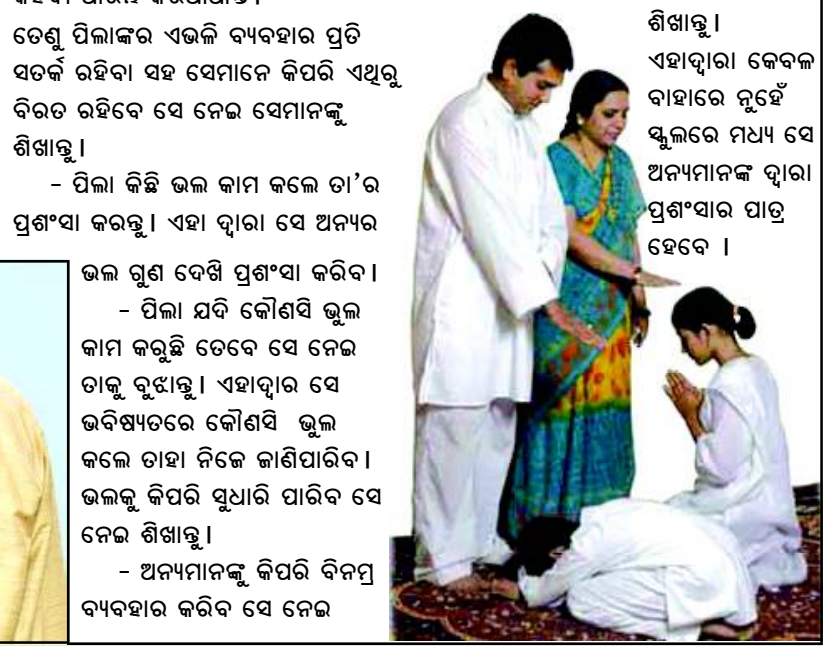 ତେଣୁ ପିଲାଙ୍କର ଏଭଳି ବ୍ୟବହାର ପ୍ରତି
ସତର୍କ ରହିବା ସହ ସେମାନେ କିପରି ଏଥିରୁ
ବିରତ ରହିବେ ସେ ନେଇ ସେମାନଙ୍କୁ
ଶିଖାନ୍ତୁ।
- ପିଲା କିଛି ଭଲ କାମ କଲେ ତା'ର
ପ୍ରଶଂସା କରନ୍ତୁ। ଏହା ଦ୍ୱାରା ସେ ଅନ୍ୟର
ଭଲ ଗୁଣ ଦେଖି ପ୍ରଶଂସା କରିବ।
- ପିଲା ଯଦି କୌଣସି ଭୁଲ
କାମ କରୁଛି ତେବେ ସେ ନେଇ
ତାକୁ ବୁଝାନ୍ତୁ। ଏହାଦ୍ୱାର ସେ
ଭବିଷ୍ୟତରେ କୌଣସି ଭୁଲ
କଲେ ତାହା ନିଜେ ଜାଣିପାରିବ।
ଭଲକୁ କିପରି ସୁଧାରି ପାରିବ ସେ
ନେଇ ଶିଖାନ୍ତୁ।
- ଅନ୍ୟମାନଙ୍କୁ କିପରି ବିନମ୍ର
ବ୍ୟବହାର କରିବ ସେ ନେଇ
ଶିଖାନ୍ତୁ।
ଏହାଦ୍ୱାରା କେବଳ
ବାହାରେ ନୁହେଁ
ସ୍କୁଲରେ ମଧ୍ୟ ସେ
ଅନ୍ୟମାନଙ୍କ ଦ୍ୱାରା
ପ୍ରଶଂସାର ପାତ୍ର
ହେବେ ।